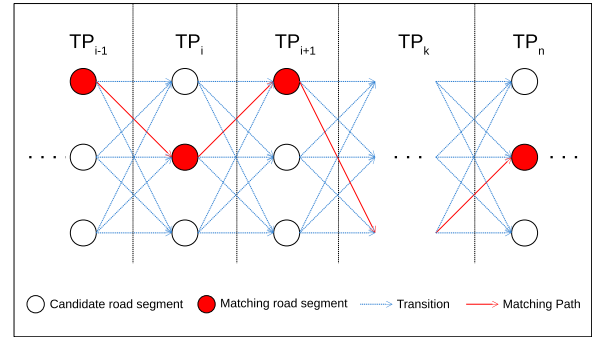 TPi-1 TPi TPi+1 TPk TPn
. . . . . . . . .
Candidate road segment Matching road segment Transition Matching Path